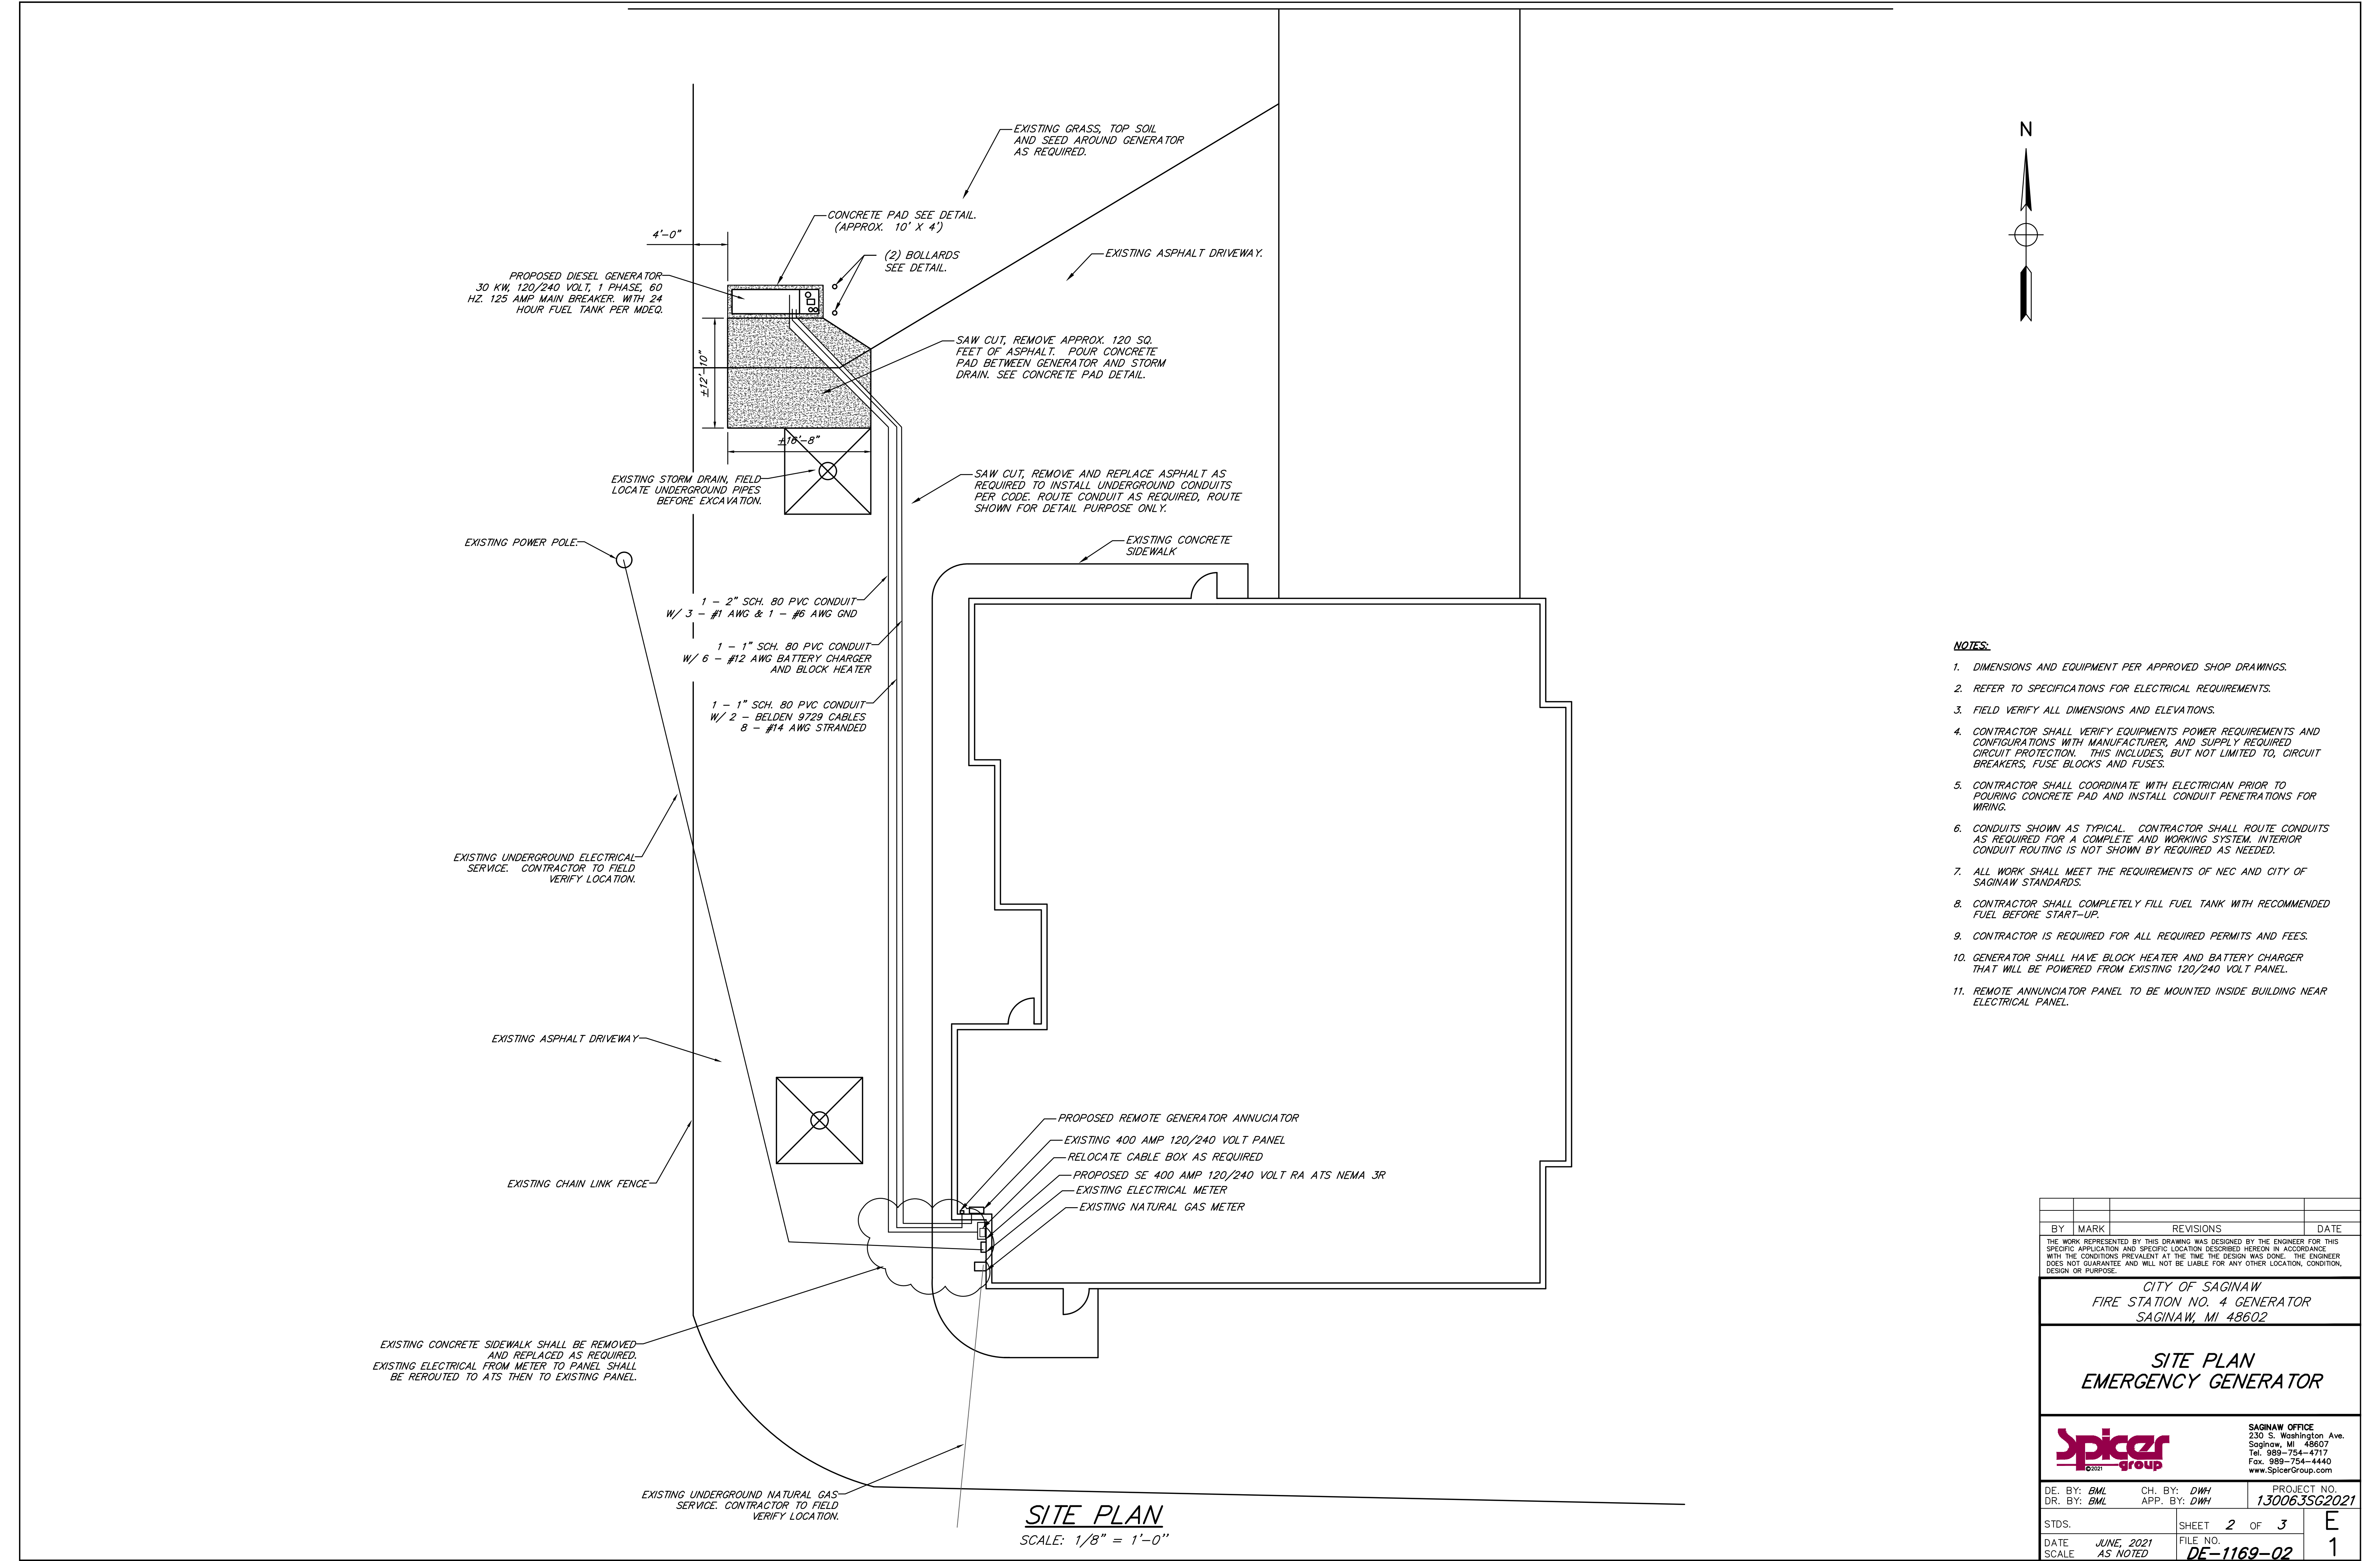 EXISTING GRASS, TOP SOIL
AND SEED AROUND GENERATOR
AS REQUIRED.
N
CONCRETE PAD SEE DETAIL.
(APPROX. 10' X 4')
4'-0"
(2) BOLLARDS
SEE DETAIL.
EXISTING ASPHALT DRIVEWAY.
PROPOSED DIESEL GENERATOR
30 KW, 120/240 VOLT, 1 PHASE, 60
HZ. 125 AMP MAIN BREAKER. WITH 24
HOUR FUEL TANK PER MDEQ.
SAW CUT, REMOVE APPROX. 120 SQ.
FEET OF ASPHALT. POUR CONCRETE
PAD BETWEEN GENERATOR AND STORM
DRAIN. SEE CONCRETE PAD DETAIL.
±12'-10"
±16'-8"
EXISTING STORM DRAIN, FIELD
LOCATE UNDERGROUND PIPES
BEFORE EXCAVATION.
SAW CUT, REMOVE AND REPLACE ASPHALT AS
REQUIRED TO INSTALL UNDERGROUND CONDUITS
PER CODE. ROUTE CONDUIT AS REQUIRED, ROUTE
SHOWN FOR DETAIL PURPOSE ONLY.
EXISTING POWER POLE.
EXISTING CONCRETE
SIDEWALK
1 - 2" SCH. 80 PVC CONDUIT
W/ 3 - #1 AWG & 1 - #6 AWG GND
1 - 1" SCH. 80 PVC CONDUIT
W/ 6 - #12 AWG BATTERY CHARGER
AND BLOCK HEATER
1 - 1" SCH. 80 PVC CONDUIT
W/ 2 - BELDEN 9729 CABLES
8 - #14 AWG STRANDED
EXISTING UNDERGROUND ELECTRICAL
SERVICE. CONTRACTOR TO FIELD
VERIFY LOCATION.
EXISTING ASPHALT DRIVEWAY
EXISTING CHAIN LINK FENCE
PROPOSED REMOTE GENERATOR ANNUCIATOR
EXISTING 400 AMP 120/240 VOLT PANEL
RELOCATE CABLE BOX AS REQUIRED
PROPOSED SE 400 AMP 120/240 VOLT RA ATS NEMA 3R
EXISTING ELECTRICAL METER
EXISTING NATURAL GAS METER
EXISTING CONCRETE SIDEWALK SHALL BE REMOVED
AND REPLACED AS REQUIRED.
EXISTING ELECTRICAL FROM METER TO PANEL SHALL
BE REROUTED TO ATS THEN TO EXISTING PANEL.
EXISTING UNDERGROUND NATURAL GAS
SERVICE. CONTRACTOR TO FIELD
VERIFY LOCATION.
SITE PLAN
SCALE: 1/8" = 1'-0"
NOTES:
1. DIMENSIONS AND EQUIPMENT PER APPROVED SHOP DRAWINGS.
2. REFER TO SPECIFICATIONS FOR ELECTRICAL REQUIREMENTS.
3. FIELD VERIFY ALL DIMENSIONS AND ELEVATIONS.
4. CONTRACTOR SHALL VERIFY EQUIPMENTS POWER REQUIREMENTS AND
CONFIGURATIONS WITH MANUFACTURER, AND SUPPLY REQUIRED
CIRCUIT PROTECTION. THIS INCLUDES, BUT NOT LIMITED TO, CIRCUIT
BREAKERS, FUSE BLOCKS AND FUSES.
5. CONTRACTOR SHALL COORDINATE WITH ELECTRICIAN PRIOR TO
POURING CONCRETE PAD AND INSTALL CONDUIT PENETRATIONS FOR
WIRING.
6. CONDUITS SHOWN AS TYPICAL. CONTRACTOR SHALL ROUTE CONDUITS
AS REQUIRED FOR A COMPLETE AND WORKING SYSTEM. INTERIOR
CONDUIT ROUTING IS NOT SHOWN BY REQUIRED AS NEEDED.
7. ALL WORK SHALL MEET THE REQUIREMENTS OF NEC AND CITY OF
SAGINAW STANDARDS.
8. CONTRACTOR SHALL COMPLETELY FILL FUEL TANK WITH RECOMMENDED
FUEL BEFORE START-UP.
9. CONTRACTOR IS REQUIRED FOR ALL REQUIRED PERMITS AND FEES.
10. GENERATOR SHALL HAVE BLOCK HEATER AND BATTERY CHARGER
THAT WILL BE POWERED FROM EXISTING 120/240 VOLT PANEL.
11. REMOTE ANNUNCIATOR PANEL TO BE MOUNTED INSIDE BUILDING NEAR
ELECTRICAL PANEL.
BY MARK REVISIONS DATE
THE WORK REPRESENTED BY THIS DRAWING WAS DESIGNED BY THE ENGINEER FOR THIS
SPECIFIC APPLICATION AND SPECIFIC LOCATION DESCRIBED HEREON IN ACCORDANCE
WITH THE CONDITIONS PREVALENT AT THE TIME THE DESIGN WAS DONE. THE ENGINEER
DOES NOT GUARANTEE AND WILL NOT BE LIABLE FOR ANY OTHER LOCATION, CONDITION,
DESIGN OR PURPOSE.
CITY OF SAGINAW
FIRE STATION NO. 4 GENERATOR
SAGINAW, MI 48602
SITE PLAN
EMERGENCY GENERATOR
Spicer
group
©2021
SAGINAW OFFICE
230 S. Washington Ave.
Saginaw, MI 48607
Tel. 989-754-4717
Fax. 989-754-4440
www.SpicerGroup.com
DE. BY: BML CH. BY: DWH
DR. BY: BML APP. BY: DWH
PROJECT NO.
130063SG2021
STDS.
SHEET 2 OF 3
E
1
DATE JUNE, 2021
SCALE AS NOTED
FILE NO.
DE-1169-02